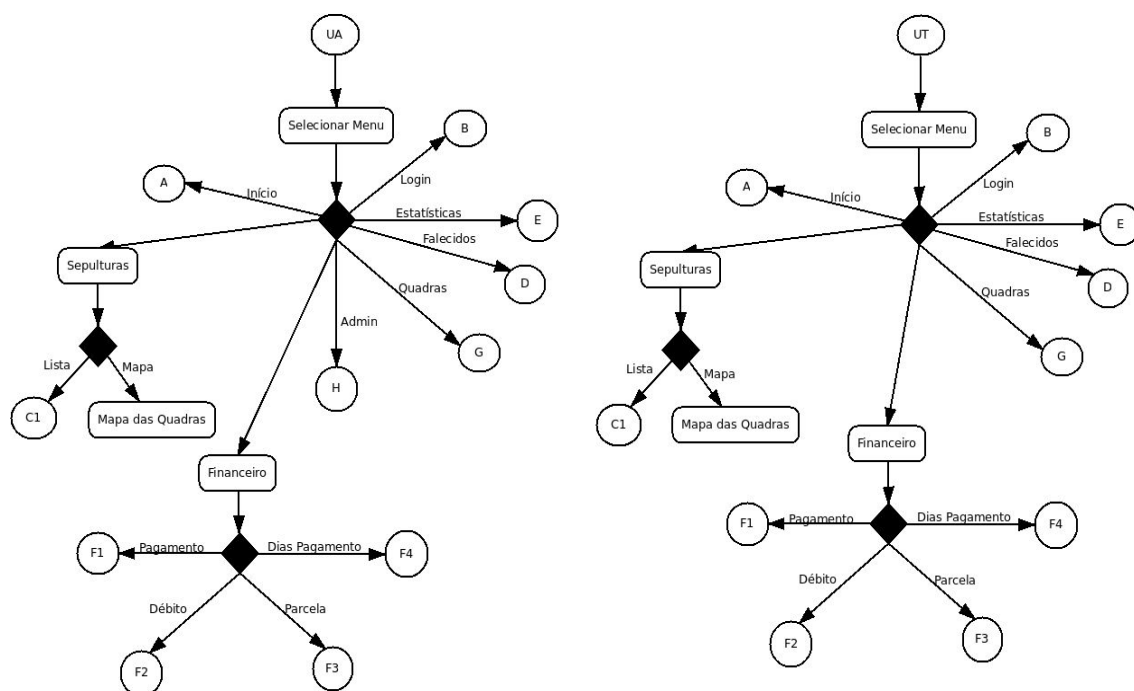 UA
Selecionar Menu
B
Login
A
Início
Estatísticas
E
Falecidos
D
Sepulturas
Quadras
G
Admin
H
Lista
Mapa
C1
Mapa das Quadras
Financeiro
F1
Pagamento
Dias Pagamento
F4
Débito
Parcela
F2
F3
UT
Selecionar Menu
B
Login
A
Início
Estatísticas
E
Falecidos
D
Sepulturas
Quadras
G
Lista
Mapa
C1
Mapa das Quadras
Financeiro
F1
Pagamento
Dias Pagamento
F4
Débito
Parcela
F2
F3